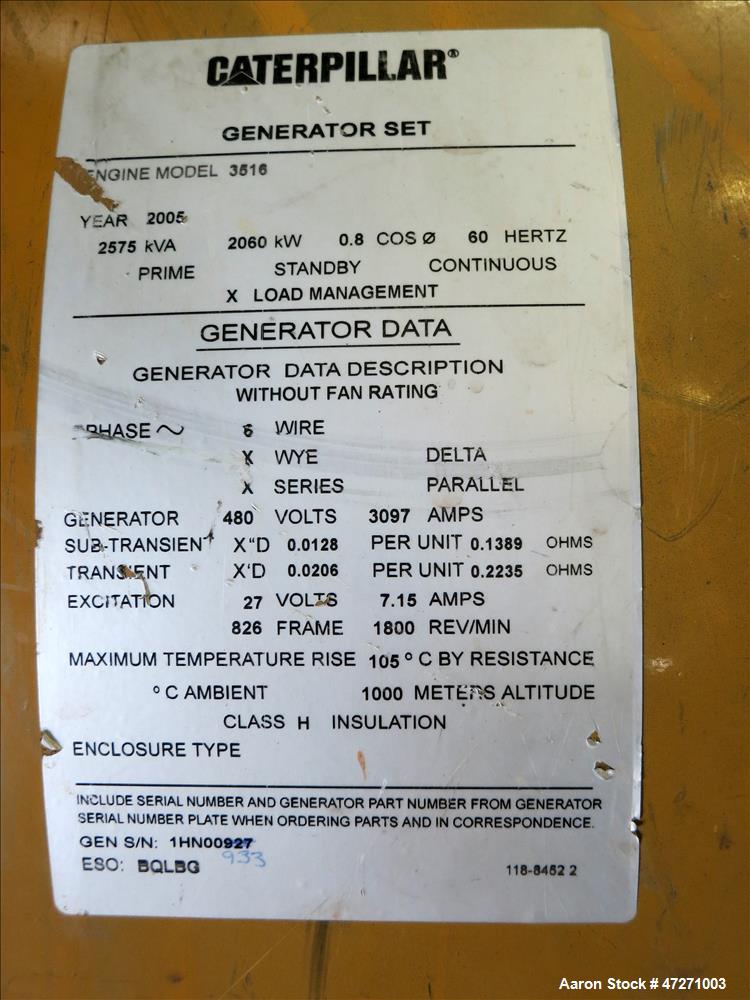 CATERPILLAR®
GENERATOR SET
ENGINE MODEL 3516
YEAR 2005
2575 kVA 2060 kW 0.8 COS Ø 60 HERTZ
PRIME STANDBY CONTINUOUS
X LOAD MANAGEMENT
GENERATOR DATA
GENERATOR DATA DESCRIPTION
WITHOUT FAN RATING
PHASE ~ 6 WIRE
X WYE DELTA
X SERIES PARALLEL
GENERATOR 480 VOLTS 3097 AMPS
SUB-TRANSIENT X"D 0.0128 PER UNIT 0.1389 OHMS
TRANSIENT X'D 0.0206 PER UNIT 0.2235 OHMS
EXCITATION 27 VOLTS 7.15 AMPS
826 FRAME 1800 REV/MIN
MAXIMUM TEMPERATURE RISE 105 ° C BY RESISTANCE
° C AMBIENT 1000 METERS ALTITUDE
CLASS H INSULATION
ENCLOSURE TYPE
INCLUDE SERIAL NUMBER AND GENERATOR PART NUMBER FROM GENERATOR
SERIAL NUMBER PLATE WHEN ORDERING PARTS AND IN CORRESPONDENCE.
GEN S/N: 1HN00927
933
ESO: BQLBG 118-8452 2
Aaron Stock # 47271003